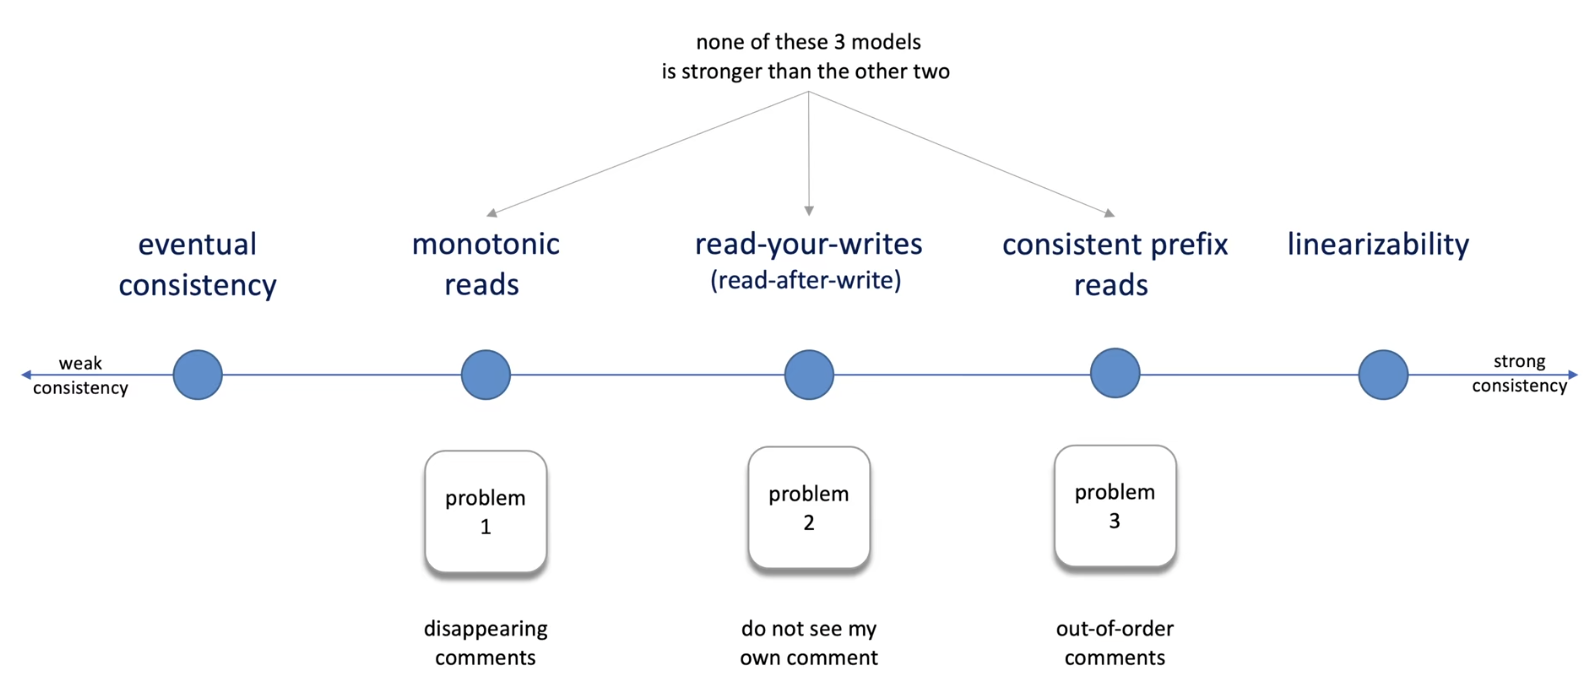 none of these 3 models
is stronger than the other two
eventual
consistency
monotonic
reads
read-your-writes
(read-after-write)
consistent prefix
reads
linearizability
weak
consistency
strong
consistency
problem
1
problem
2
problem
3
disappearing
comments
do not see my
own comment
out-of-order
comments